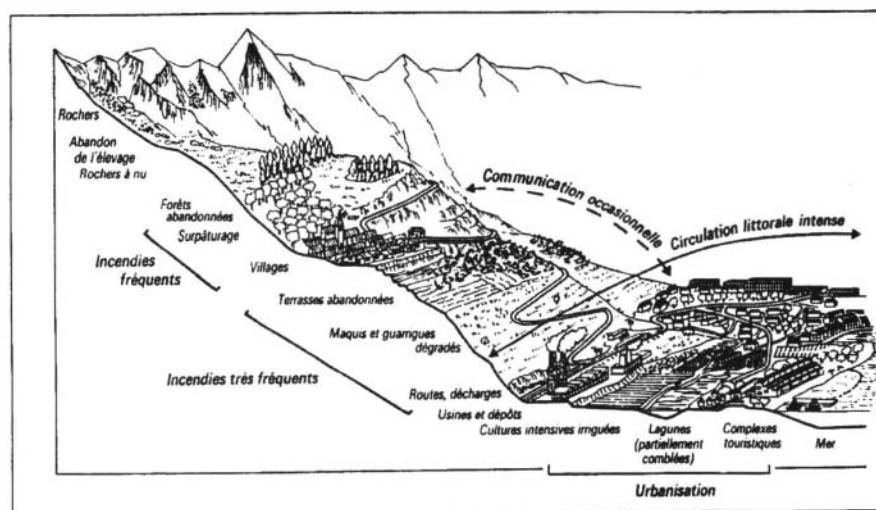 Rochers
Abandon
de l'élevage
Rochers à nu
Forêts
abandonnées
Surpâturage
Incendies
fréquents
Villages
Terrasses abandonnées
Maquis et guarrigues
dégradés
Incendies très fréquents
Routes, décharges
Usines et dépôts
Cultures intensives irriguées
Lagunes
(partiellement
comblées)
Complexes
touristiques
Mer
Urbanisation
Communication occasionnelle
Circulation littorale intense